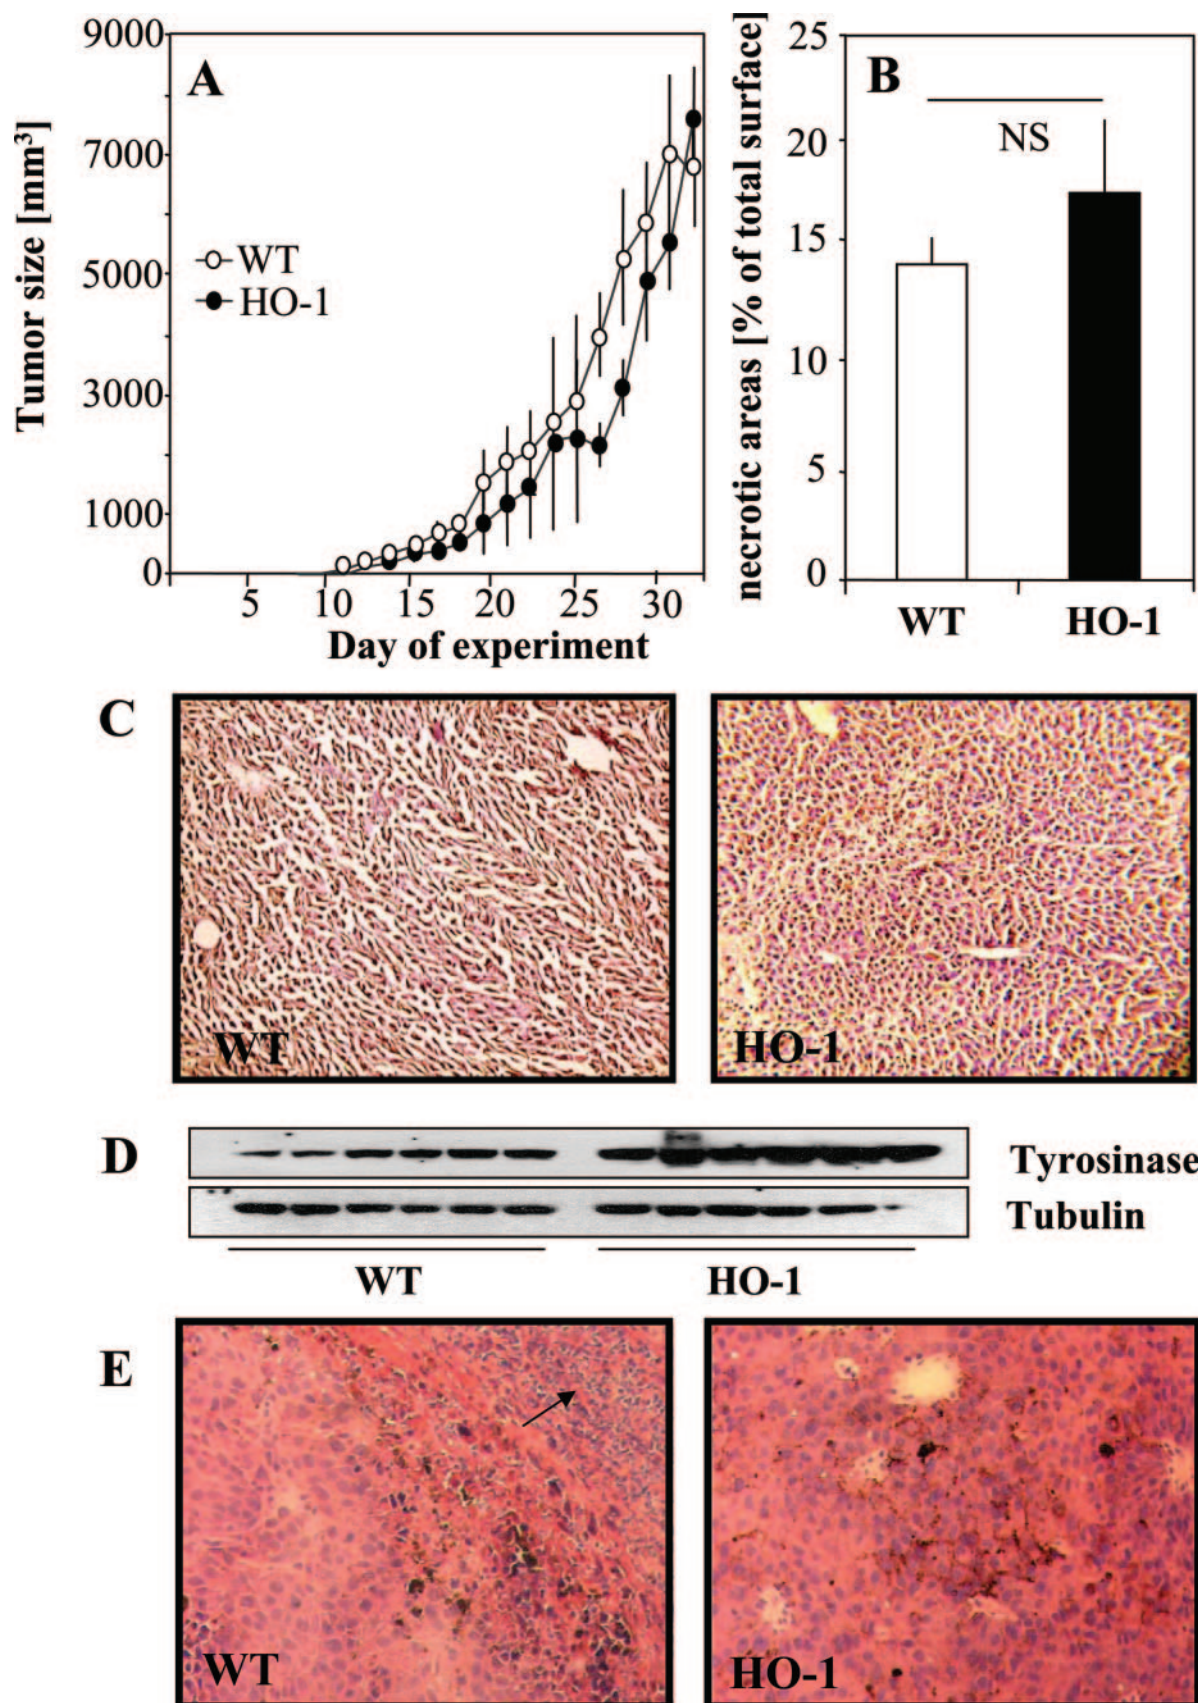 A
Tumor size [mm³]
9000
7000
5000
3000
1000
0
WT
HO-1
5 10 15 20 25 30
Day of experiment
B
necrotic areas [% of total surface]
25
20
15
10
5
0
NS
WT HO-1
C
WT
HO-1
D
Tyrosinase
Tubulin
WT HO-1
E
WT
HO-1